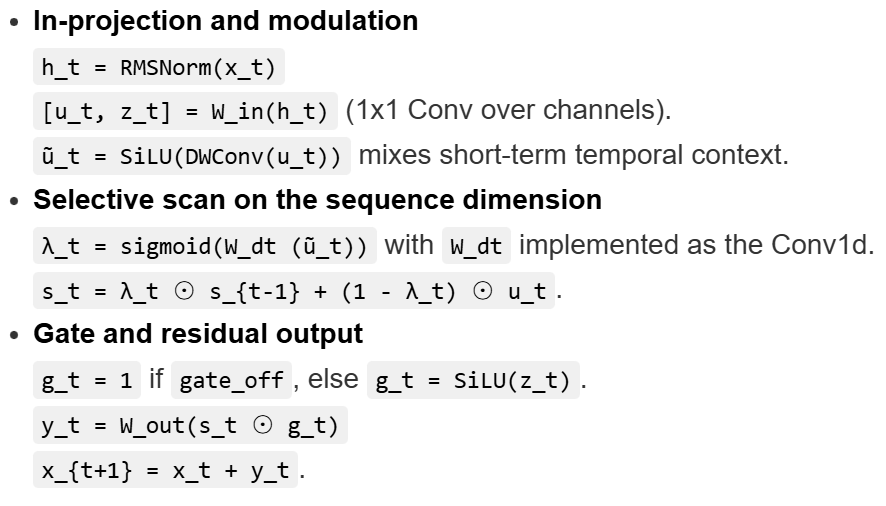 • In-projection and modulation
h_t = RMSNorm(x_t)
[u_t, z_t] = W_in(h_t) (1x1 Conv over channels).
ũ_t = SiLU(DWConv(u_t)) mixes short-term temporal context.
• Selective scan on the sequence dimension
λ_t = sigmoid(W_dt (ũ_t)) with W_dt implemented as the Conv1d.
s_t = λ_t ⊙ s_{t-1} + (1 - λ_t) ⊙ u_t.
• Gate and residual output
g_t = 1 if gate_off, else g_t = SiLU(z_t).
y_t = W_out(s_t ⊙ g_t)
x_{t+1} = x_t + y_t.